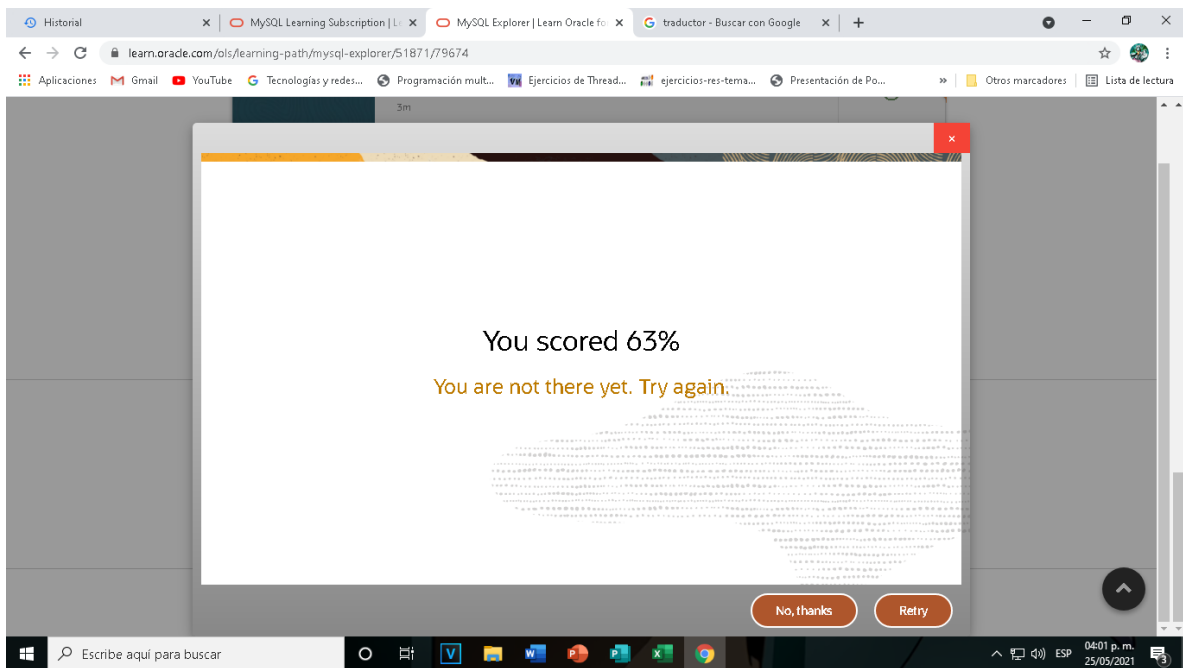 Historial
MySQL Learning Subscription | Le
MySQL Explorer | Learn Oracle for
traductor - Buscar con Google
learn.oracle.com/ols/learning-path/mysql-explorer/51871/79674
Aplicaciones
Gmail
YouTube
Tecnologías y redes...
Programación mult...
Ejercicios de Thread...
ejercicios-res-tema...
Presentación de Po...
»
Otros marcadores
Lista de lectura
3m
You scored 63%
You are not there yet. Try again.
No, thanks
Retry
Escribe aquí para buscar
ESP
04:01 p. m.
25/05/2021
3